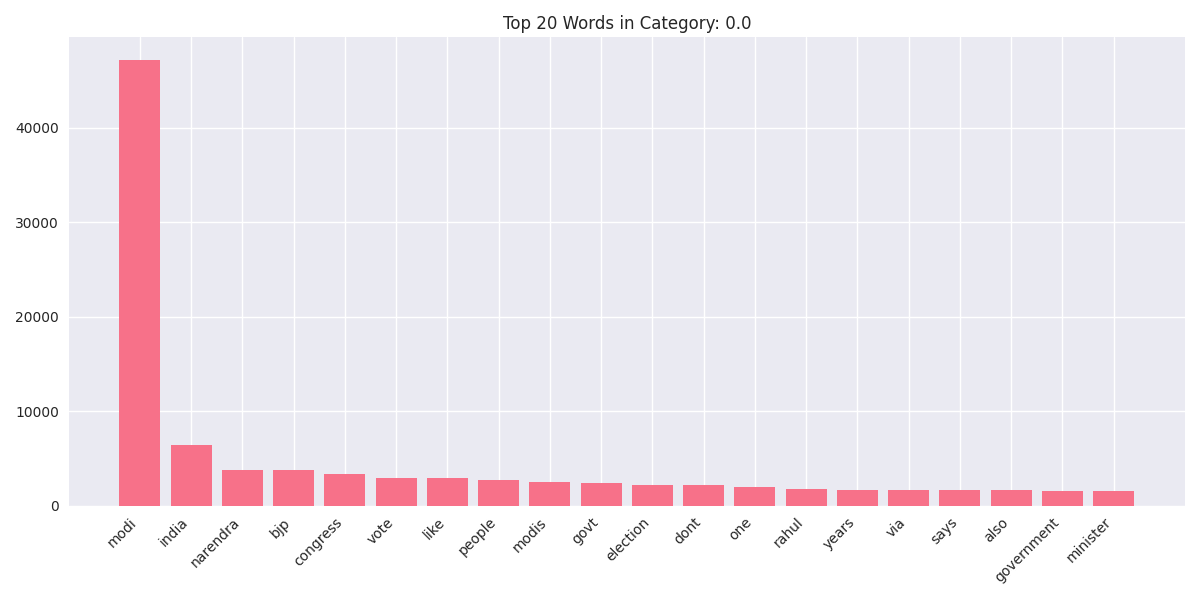 Top 20 Words in Category: 0.0
40000
30000
20000
10000
0
modi
india
narendra
bjp
congress
vote
like
people
modis
govt
election
dont
one
rahul
years
via
says
also
government
minister